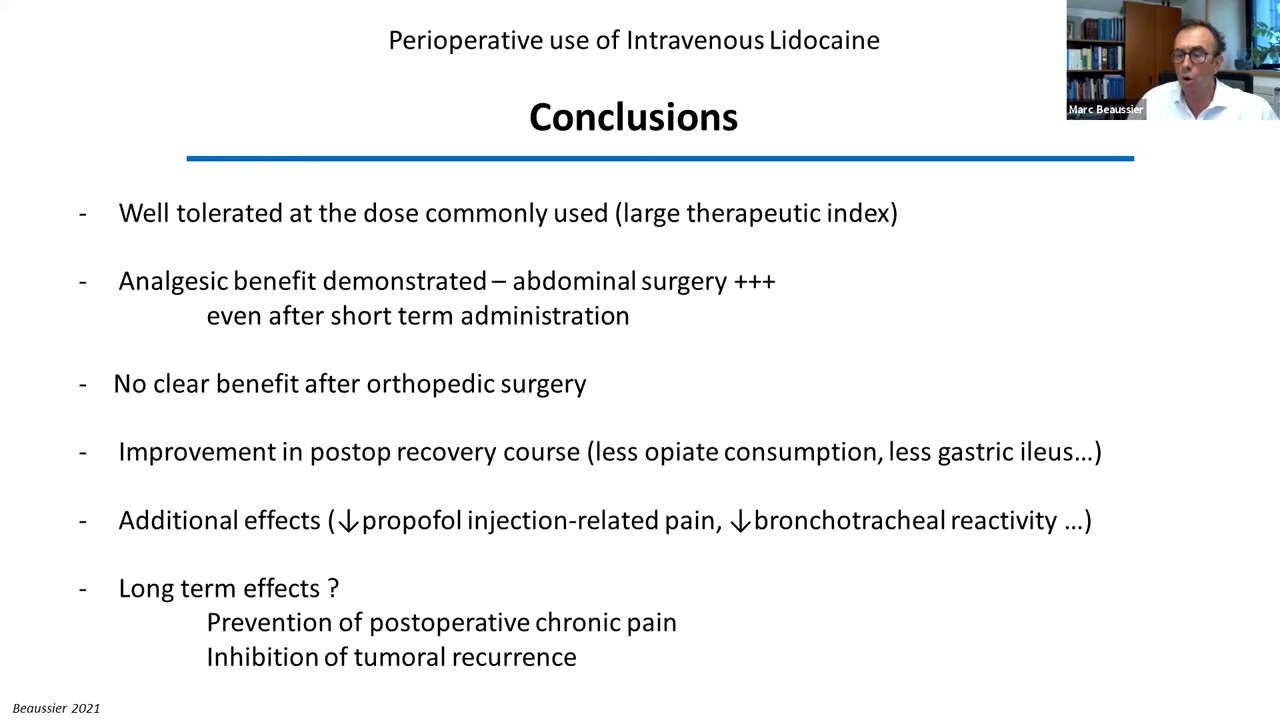 Perioperative use of Intravenous Lidocaine
Marc Beaussier
Conclusions
- Well tolerated at the dose commonly used (large therapeutic index)
- Analgesic benefit demonstrated – abdominal surgery +++
even after short term administration
- No clear benefit after orthopedic surgery
- Improvement in postop recovery course (less opiate consumption, less gastric ileus…)
- Additional effects (↓propofol injection-related pain, ↓bronchotracheal reactivity …)
- Long term effects ?
Prevention of postoperative chronic pain
Inhibition of tumoral recurrence
Beaussier 2021